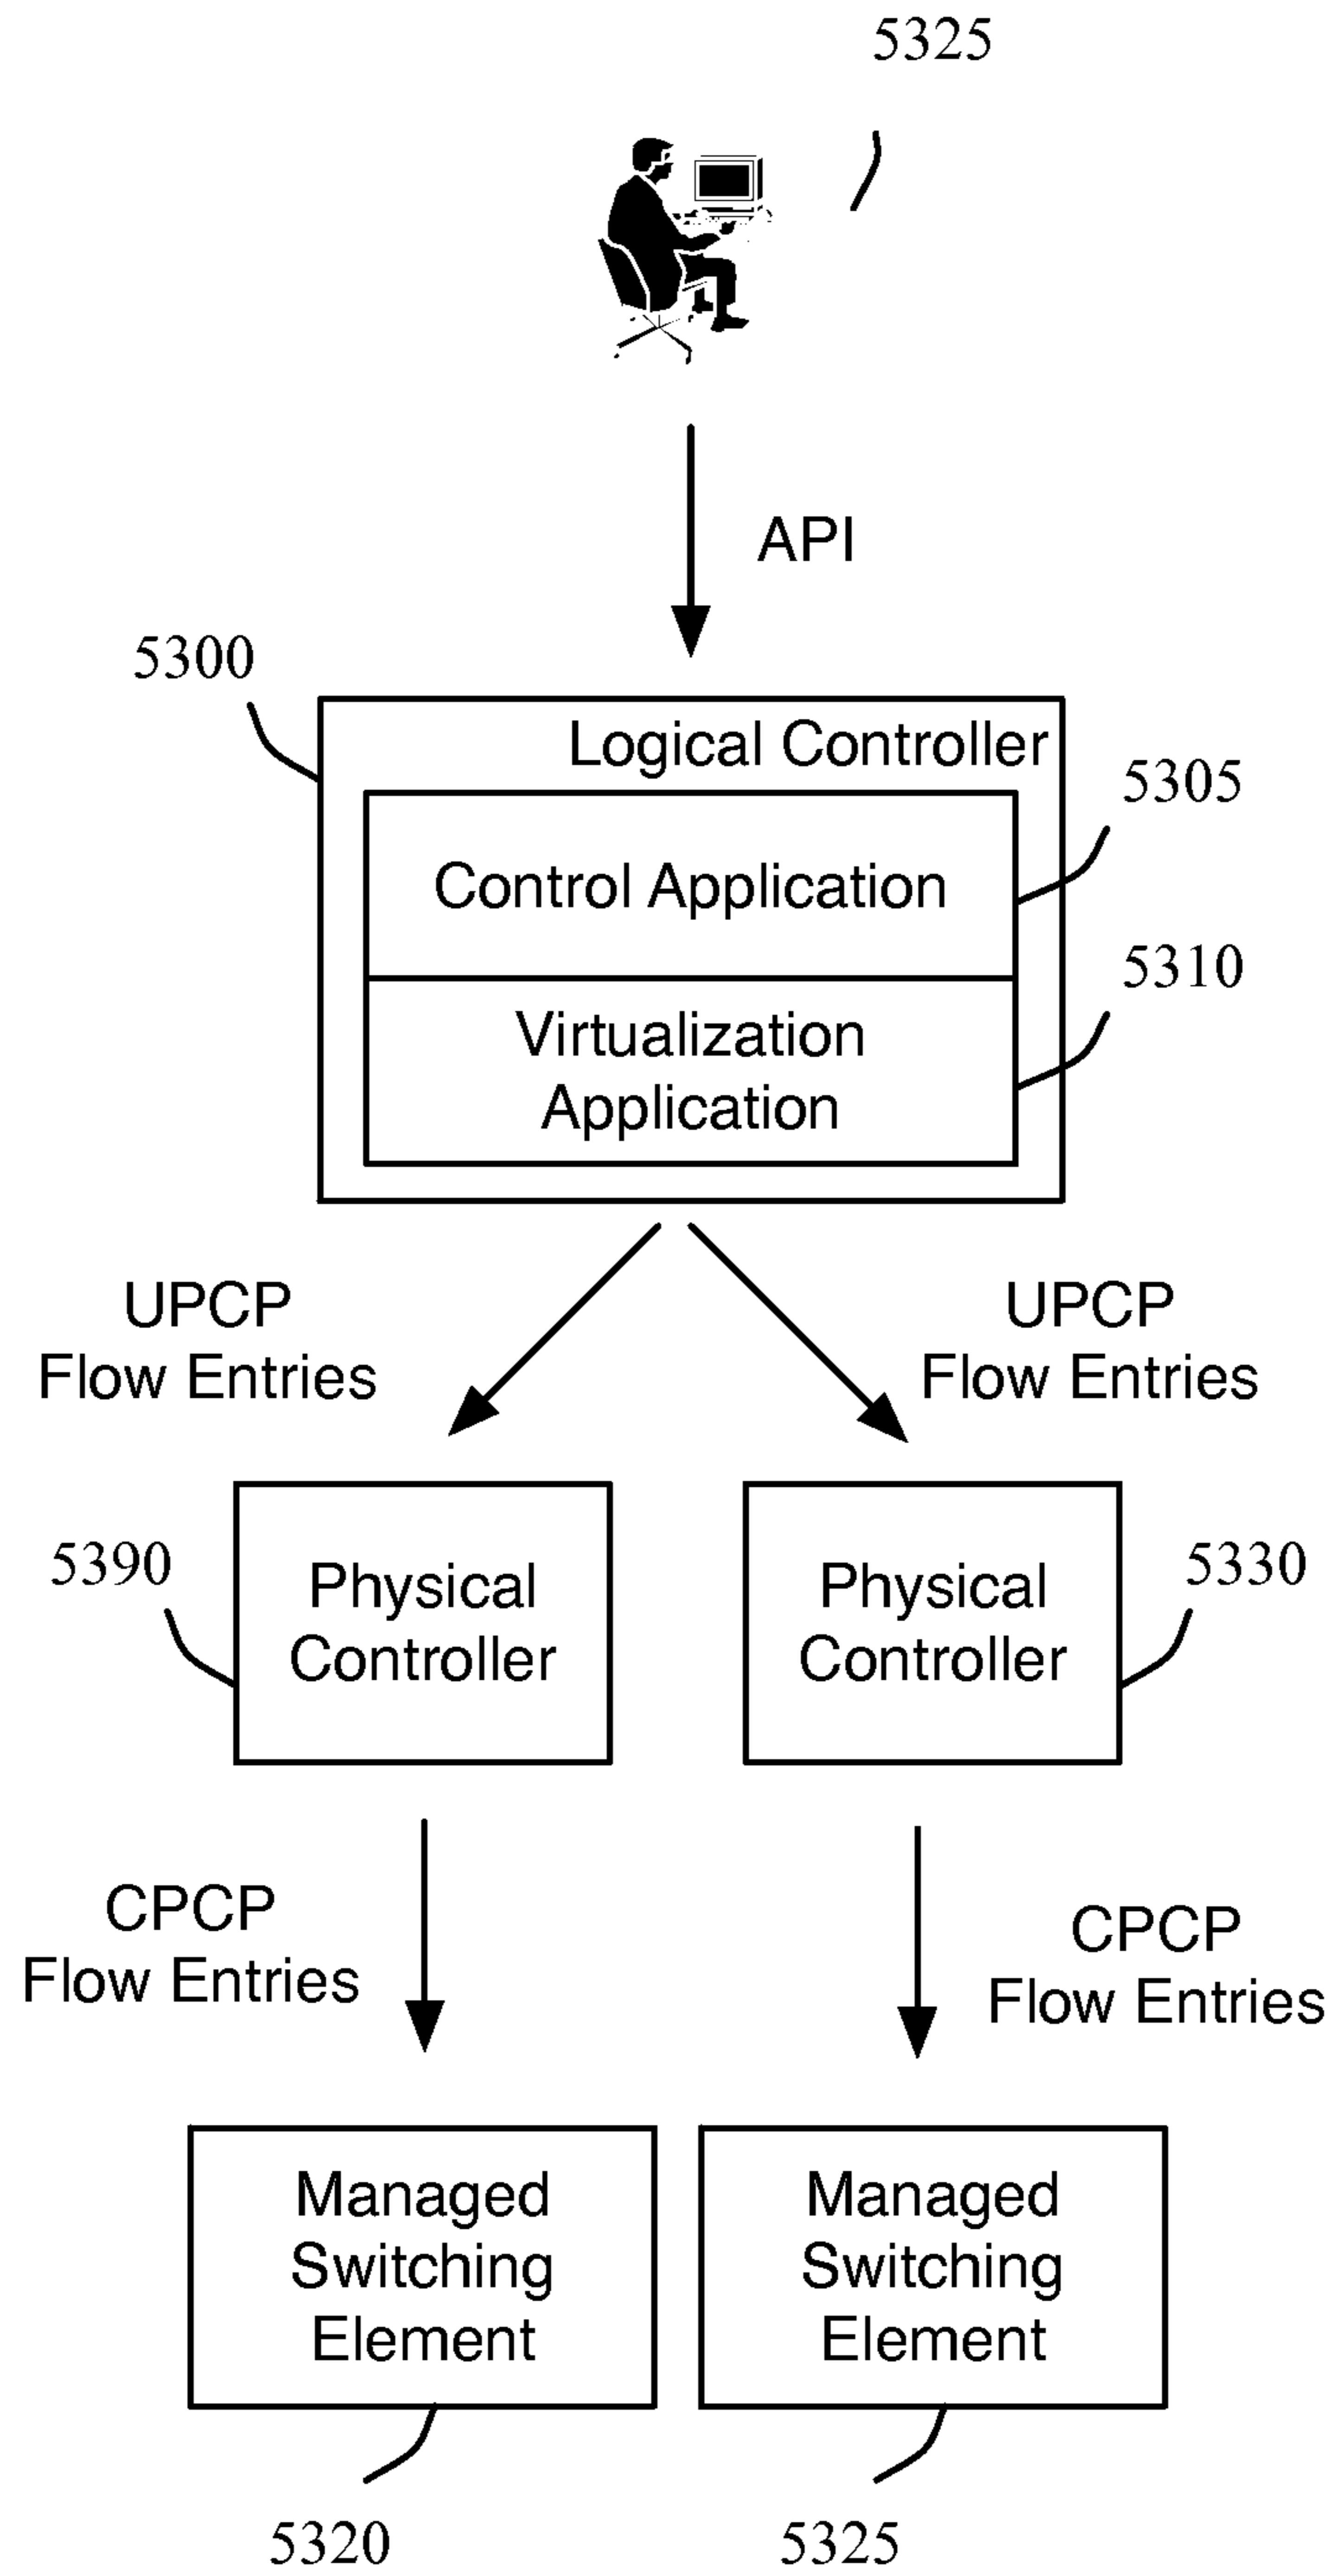 5325
API
5300
Logical Controller
5305
Control Application
5310
Virtualization
Application
UPCP
Flow Entries
UPCP
Flow Entries
5390
Physical
Controller
Physical
Controller
5330
CPCP
Flow Entries
CPCP
Flow Entries
Managed
Switching
Element
Managed
Switching
Element
5320
5325